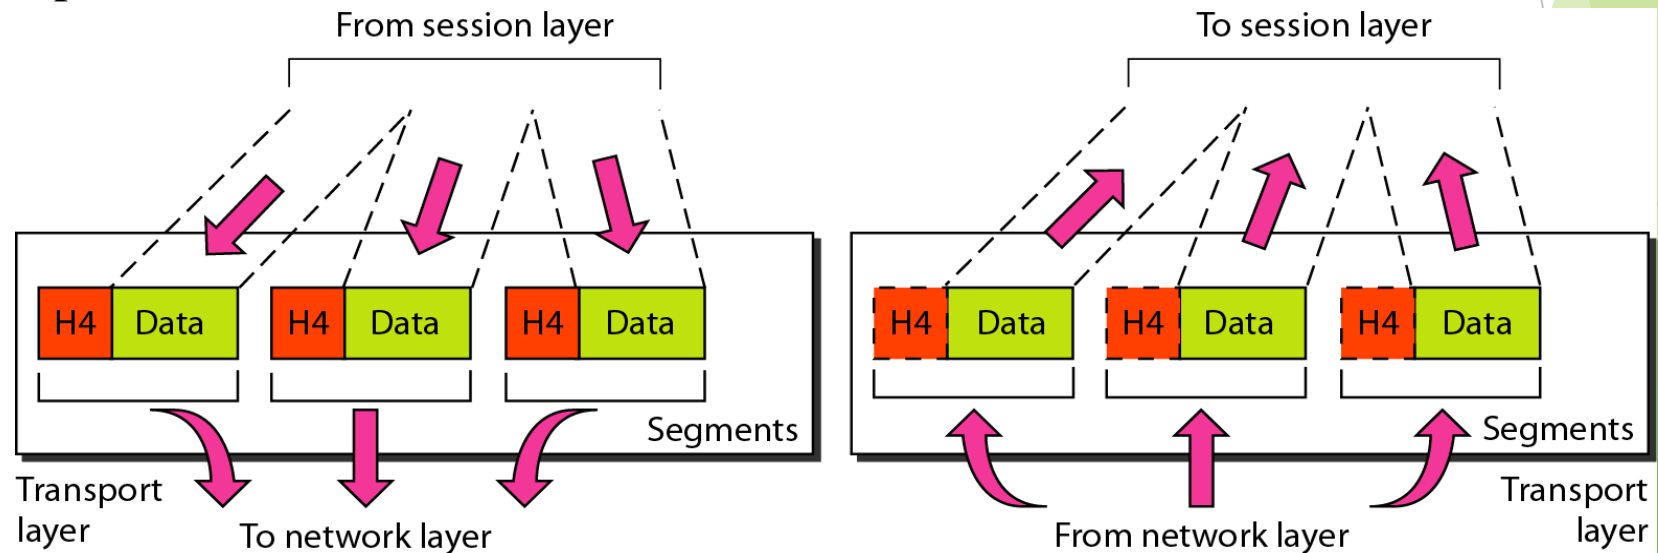 From session layer
H4 Data H4 Data H4 Data
Segments
Transport
layer
To network layer
To session layer
H4 Data H4 Data H4 Data
Segments
From network layer
Transport
layer